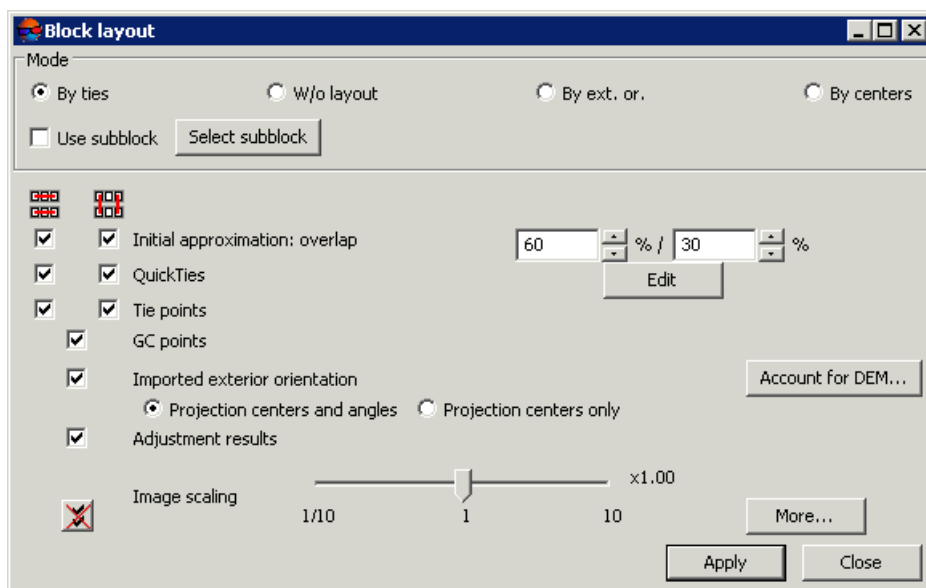 Block layout
Mode
By ties W/o layout By ext. or. By centers
Use subblock Select subblock
Initial approximation: overlap 60 % / 30 %
QuickTies Edit
Tie points
GC points
Imported exterior orientation Account for DEM...
Projection centers and angles Projection centers only
Adjustment results
Image scaling x1.00
1/10 1 10 More...
Apply Close